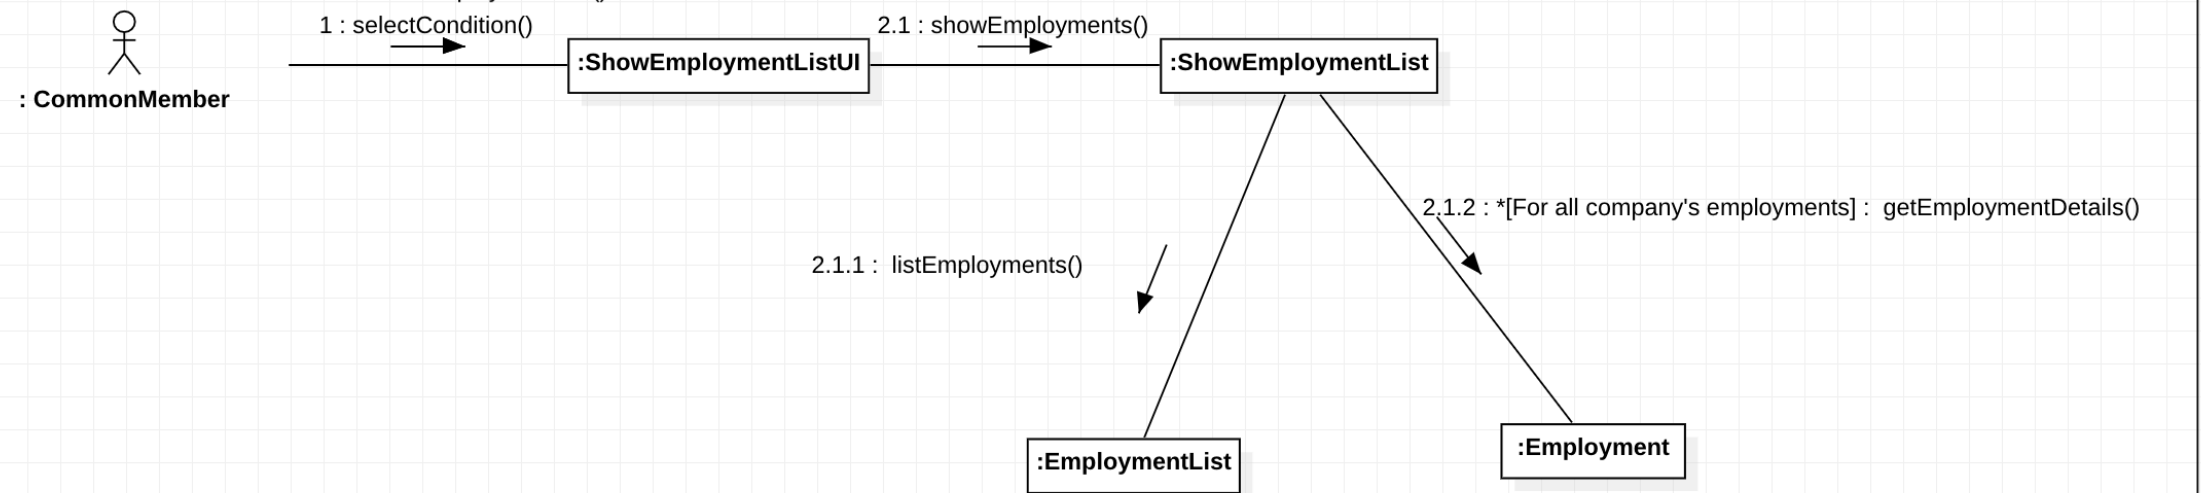 1 : selectCondition()
2.1 : showEmployments()
:ShowEmploymentListUI
:ShowEmploymentList
: CommonMember
2.1.2 : *[For all company's employments] :  getEmploymentDetails()
2.1.1 :  listEmployments()
:Employment
:EmploymentList